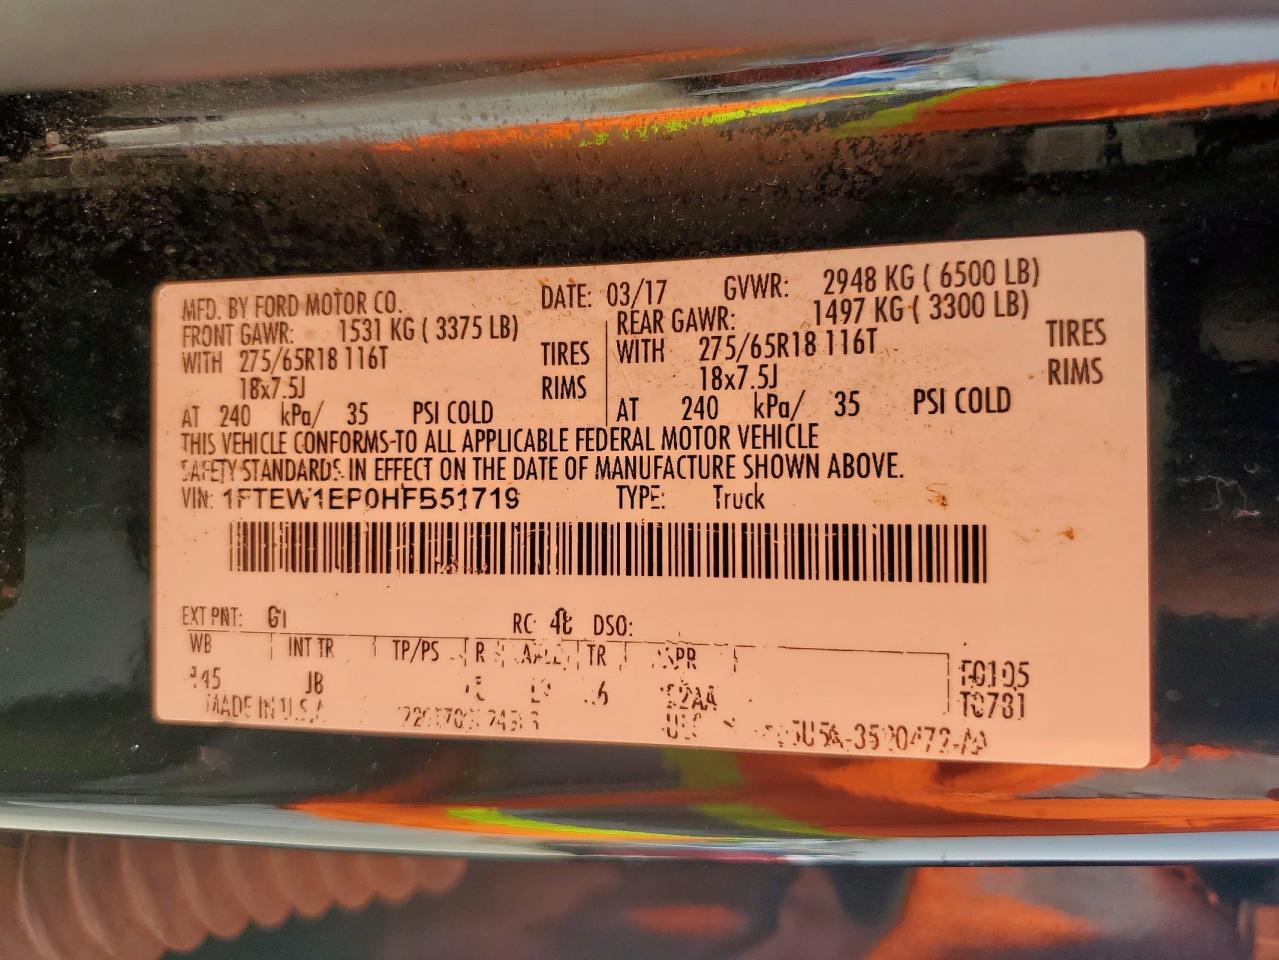 MFD. BY FORD MOTOR CO. DATE: 03/17 GVWR: 2948 KG ( 6500 LB)
FRONT GAWR: 1531 KG ( 3375 LB) REAR GAWR: 1497 KG ( 3300 LB)
WITH 275/65R18 116T TIRES WITH 275/65R18 116T TIRES
18x7.5J RIMS 18x7.5J RIMS
AT 240 kPa/ 35 PSI COLD AT 240 kPa/ 35 PSI COLD
THIS VEHICLE CONFORMS TO ALL APPLICABLE FEDERAL MOTOR VEHICLE
SAFETY STANDARDS IN EFFECT ON THE DATE OF MANUFACTURE SHOWN ABOVE.
VIN: 1FTEW1EP0HFB51719 TYPE: Truck
EXT PNT: G1 RC: 48 DSO:
WB INT TR TP/PS R AXLE TR SPR
145 JB 6 F0105
MADE IN U.S.A. T0781